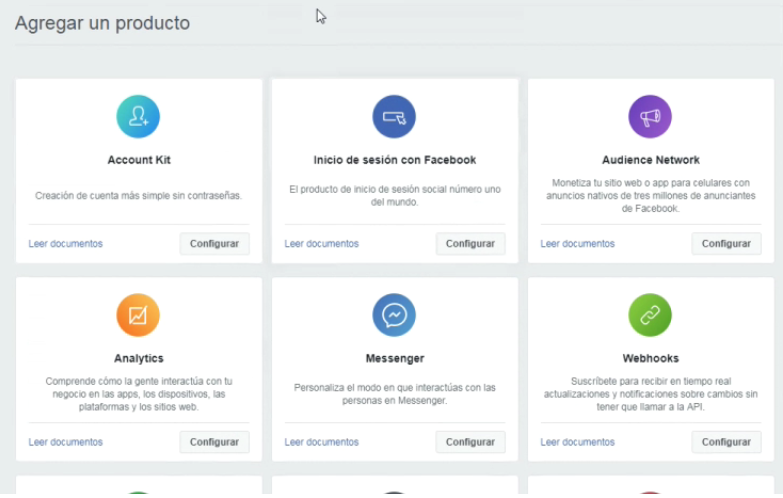 Agregar un producto
Account Kit
Creación de cuenta más simple sin contraseñas.
Leer documentos
Configurar
Inicio de sesión con Facebook
El producto de inicio de sesión social número uno
del mundo.
Leer documentos
Configurar
Audience Network
Monetiza tu sitio web o app para celulares con
anuncios nativos de tres millones de anunciantes
de Facebook.
Leer documentos
Configurar
Analytics
Comprende cómo la gente interactúa con tu
negocio en las apps, los dispositivos, las
plataformas y los sitios web.
Leer documentos
Configurar
Messenger
Personaliza el modo en que interactúas con las
personas en Messenger.
Leer documentos
Configurar
Webhooks
Suscríbete para recibir en tiempo real
actualizaciones y notificaciones sobre cambios sin
tener que llamar a la API.
Leer documentos
Configurar